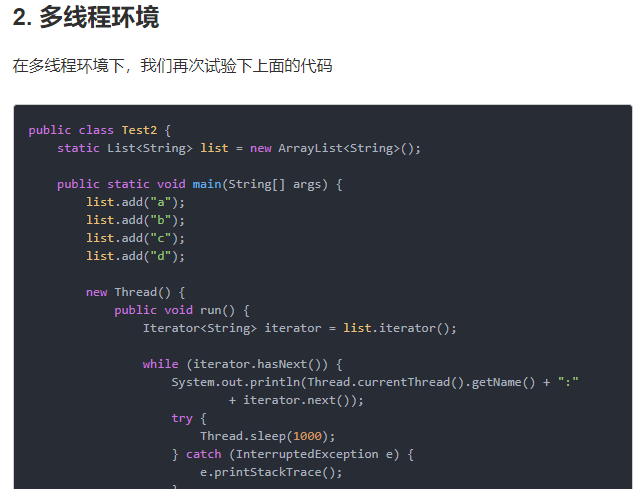 2. 多线程环境
在多线程环境下，我们再次试验下上面的代码
public class Test2 {
    static List<String> list = new ArrayList<String>();
    public static void main(String[] args) {
        list.add("a");
        list.add("b");
        list.add("c");
        list.add("d");
        new Thread() {
            public void run() {
                Iterator<String> iterator = list.iterator();
                while (iterator.hasNext()) {
                    System.out.println(Thread.currentThread().getName() + ":"
                            + iterator.next());
                    try {
                        Thread.sleep(1000);
                    } catch (InterruptedException e) {
                        e.printStackTrace();